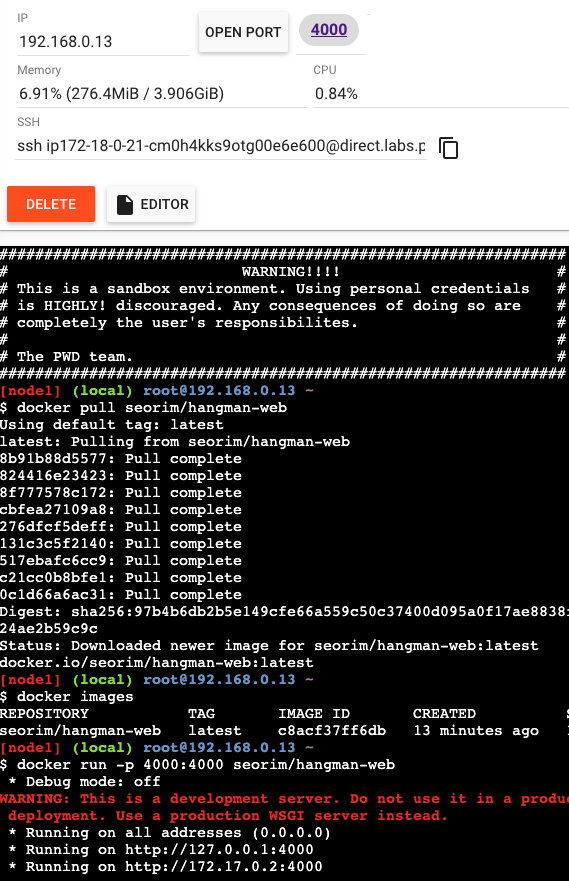 IP
192.168.0.13
OPEN PORT
4000
Memory
6.91% (276.4MiB / 3.906GiB)
CPU
0.84%
SSH
ssh ip172-18-0-21-cm0h4kks9otg00e6e600@direct.labs.p
DELETE
EDITOR
###############################################################
#                          WARNING!!!!                        #
# This is a sandbox environment. Using personal credentials   #
# is HIGHLY! discouraged. Any consequences of doing so are    #
# completely the user's responsibilites.                      #
#                                                             #
# The PWD team.                                               #
###############################################################
[node1] (local) root@192.168.0.13 ~
$ docker pull seorim/hangman-web
Using default tag: latest
latest: Pulling from seorim/hangman-web
8b91b88d5577: Pull complete
824416e23423: Pull complete
8f777578c172: Pull complete
cbfea27109a8: Pull complete
276dfcf5deff: Pull complete
131c3c5f2140: Pull complete
517ebafc6cc9: Pull complete
c21cc0b8bfe1: Pull complete
0c1d66a6ac31: Pull complete
Digest: sha256:97b4b6db2b5e149cfe66a559c50c37400d095a0f17ae8838
24ae2b59c9c
Status: Downloaded newer image for seorim/hangman-web:latest
docker.io/seorim/hangman-web:latest
[node1] (local) root@192.168.0.13 ~
$ docker images
REPOSITORY           TAG       IMAGE ID       CREATED          S
seorim/hangman-web   latest    c8acf37ff6db   13 minutes ago   1
[node1] (local) root@192.168.0.13 ~
$ docker run -p 4000:4000 seorim/hangman-web
 * Debug mode: off
WARNING: This is a development server. Do not use it in a produc
 deployment. Use a production WSGI server instead.
 * Running on all addresses (0.0.0.0)
 * Running on http://127.0.0.1:4000
 * Running on http://172.17.0.2:4000